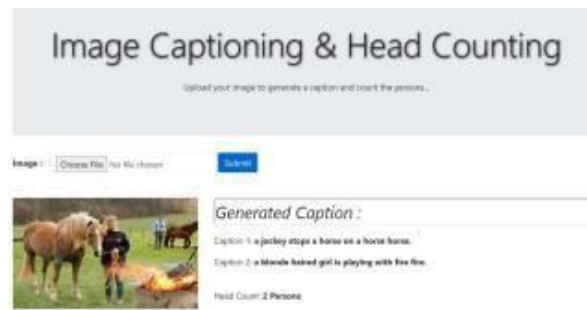 Image Captioning & Head Counting
Upload your image to generate a caption and count the persons...
Image : Choose File No file chosen Submit
Generated Caption :
Caption 1: a jockey stops a horse on a horse horse.
Caption 2: a blonde haired girl is playing with fire fire.
Head Count: 2 Persons